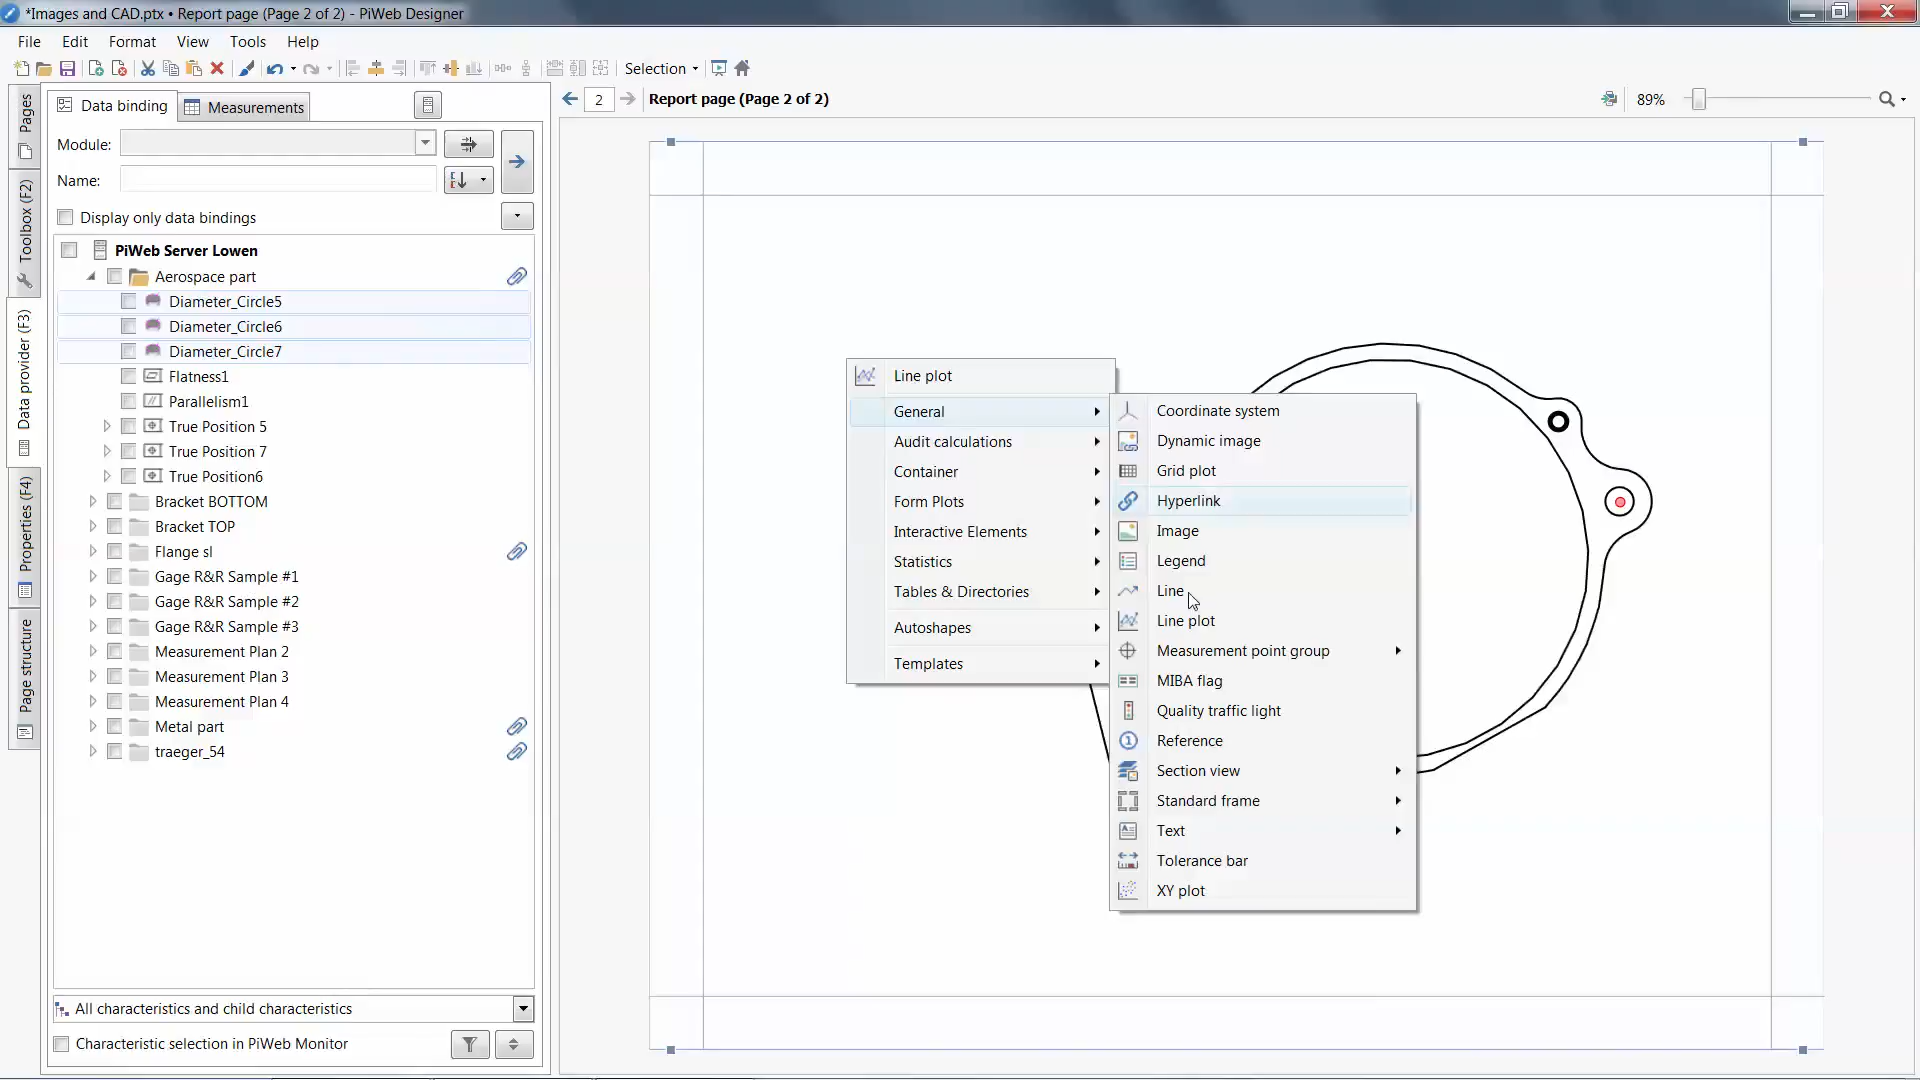 *Images and CAD.ptx • Report page (Page 2 of 2) - PiWeb Designer
File Edit Format View Tools Help
Selection
Pages
Toolbox (F2)
Data provider (F3)
Properties (F4)
Page structure
Data binding Measurements
Module:
Name:
Display only data bindings
PiWeb Server Lowen
Aerospace part
Diameter_Circle5
Diameter_Circle6
Diameter_Circle7
Flatness1
Parallelism1
True Position 5
True Position 7
True Position6
Bracket BOTTOM
Bracket TOP
Flange sl
Gage R&R Sample #1
Gage R&R Sample #2
Gage R&R Sample #3
Measurement Plan 2
Measurement Plan 3
Measurement Plan 4
Metal part
traeger_54
All characteristics and child characteristics
Characteristic selection in PiWeb Monitor
2 Report page (Page 2 of 2) 89%
Line plot
General
Audit calculations
Container
Form Plots
Interactive Elements
Statistics
Tables & Directories
Autoshapes
Templates
Coordinate system
Dynamic image
Grid plot
Hyperlink
Image
Legend
Line
Line plot
Measurement point group
MIBA flag
Quality traffic light
Reference
Section view
Standard frame
Text
Tolerance bar
XY plot